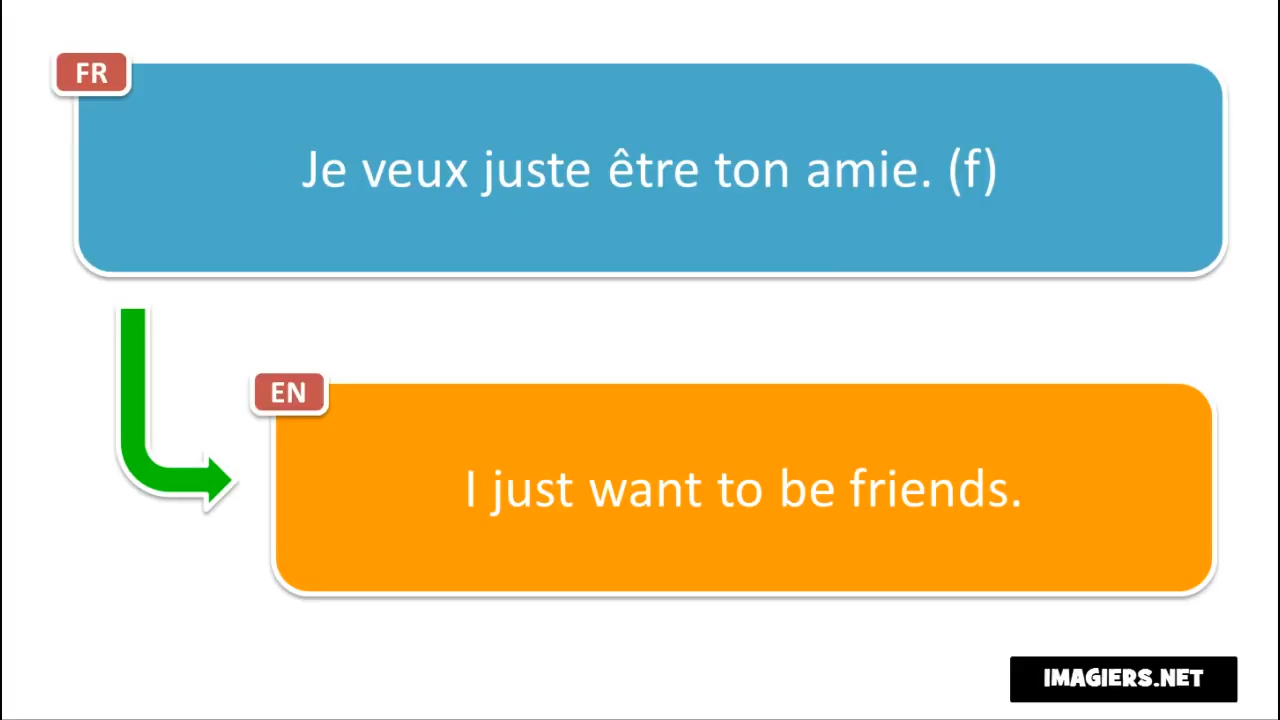 FR
Je veux juste être ton amie. (f)
EN
I just want to be friends.
IMAGIERS.NET